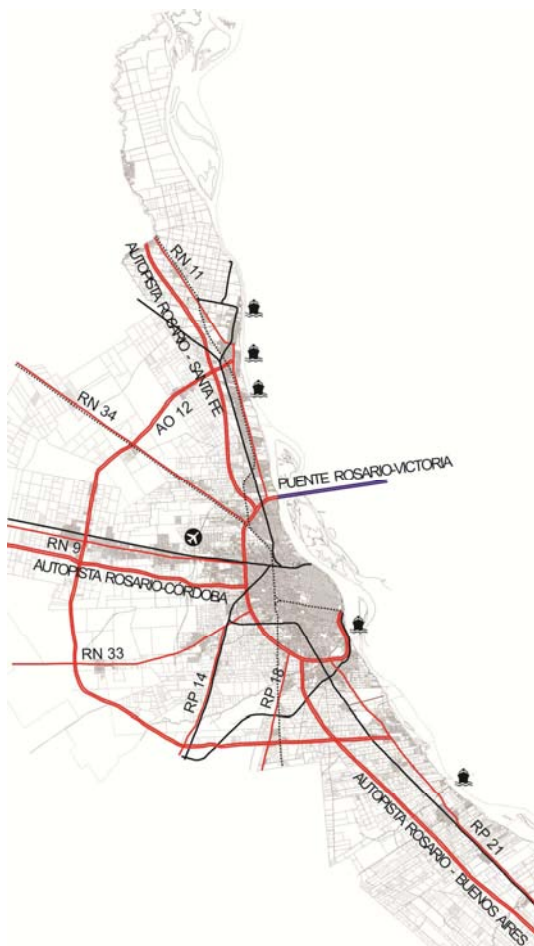 RN 11
AUTOPISTA ROSARIO - SANTA FE
RN 34
AO 12
PUENTE ROSARIO-VICTORIA
RN 9
AUTOPISTA ROSARIO-CÓRDOBA
RN 33
RP 14
RP 18
RP 21
AUTOPISTA ROSARIO - BUENOS AIRES